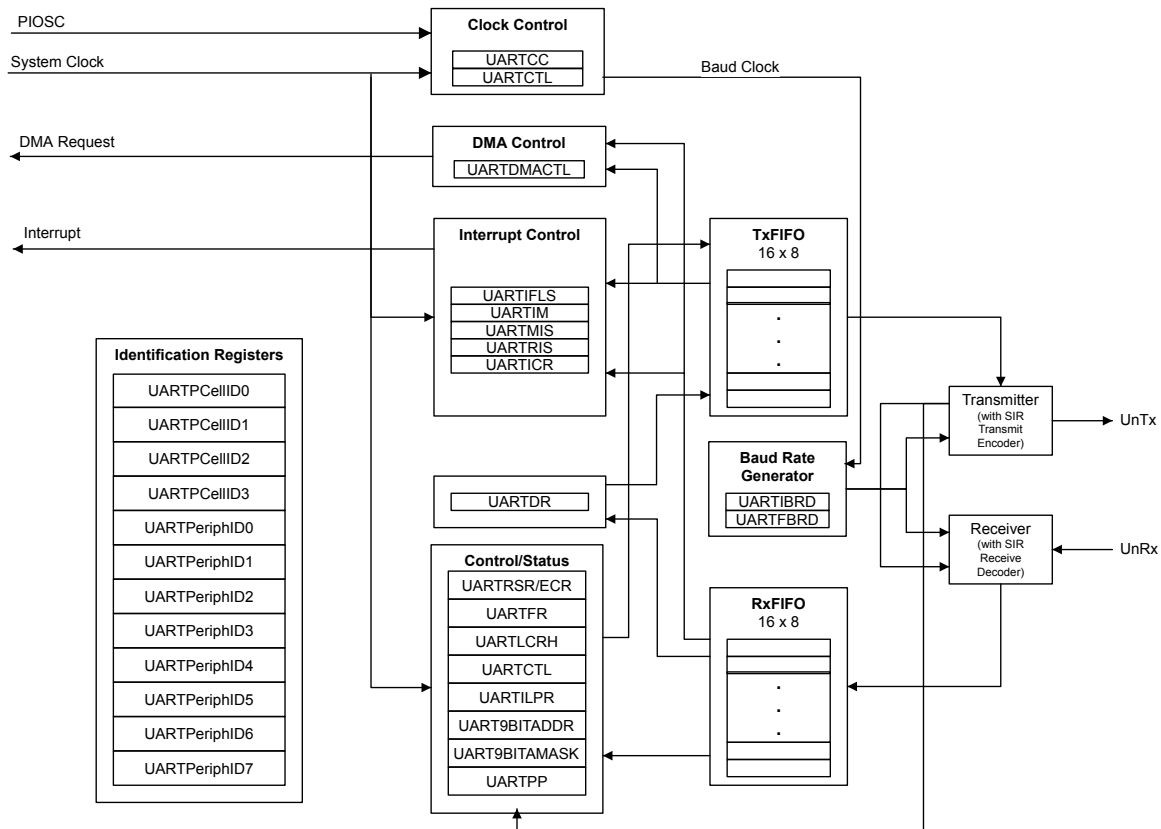 PIOSC
System Clock
Clock Control
UARTCC
UARTCTL
Baud Clock
DMA Request
DMA Control
UARTDMACTL
Interrupt
Interrupt Control
UARTIFLS
UARTIM
UARTMIS
UARTRIS
UARTICR
TxFIFO
16 x 8
.
.
.
Identification Registers
UARTPCellID0
UARTPCellID1
UARTPCellID2
UARTPCellID3
UARTPeriphID0
UARTPeriphID1
UARTPeriphID2
UARTPeriphID3
UARTPeriphID4
UARTPeriphID5
UARTPeriphID6
UARTPeriphID7
Transmitter
(with SIR
Transmit
Encoder)
UnTx
Baud Rate
Generator
UARTIBRD
UARTFBRD
UARTDR
Receiver
(with SIR
Receive
Decoder)
UnRx
Control/Status
UARTRSR/ECR
UARTFR
UARTLCRH
UARTCTL
UARTILPR
UART9BITADDR
UART9BITAMASK
UARTPP
RxFIFO
16 x 8
.
.
.